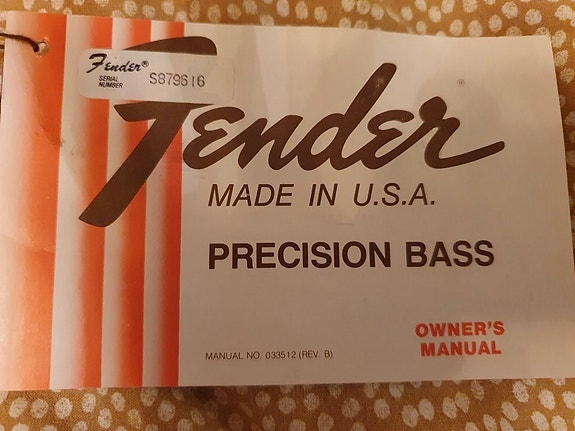 Fender®
SERIAL
NUMBER
S879616
Fender®
MADE IN U.S.A.
PRECISION BASS
OWNER'S
MANUAL
MANUAL NO. 033512 (REV. B)